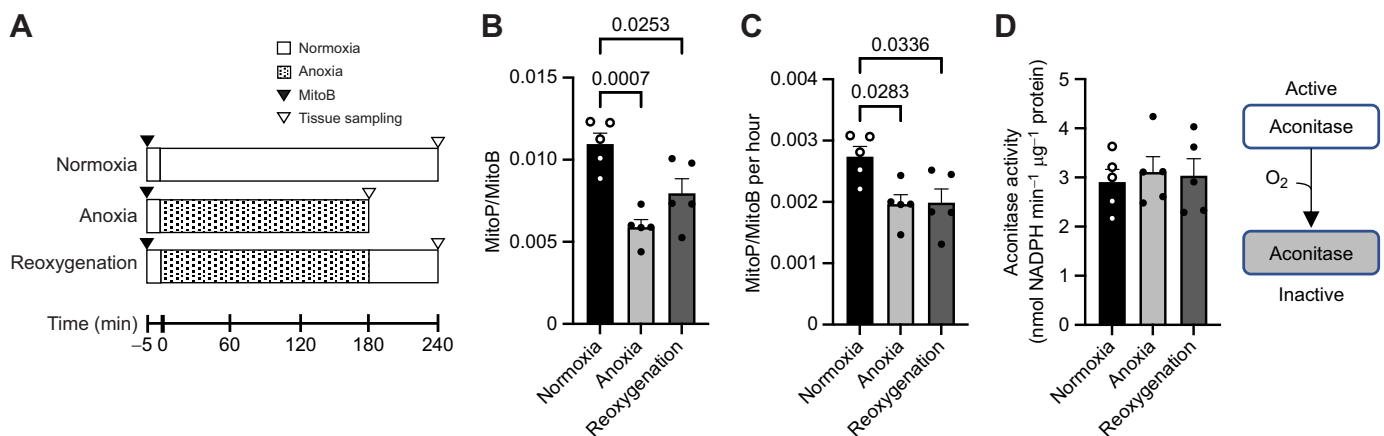 A
Normoxia
Anoxia
MitoB
Tissue sampling
Normoxia
Anoxia
Reoxygenation
Time (min)
–5 0 60 120 180 240
B
0.0253
0.0007
0.015
0.010
0.005
0
MitoP/MitoB
Normoxia
Anoxia
Reoxygenation
C
0.0336
0.0283
0.004
0.003
0.002
0.001
0
MitoP/MitoB per hour
Normoxia
Anoxia
Reoxygenation
D
5
4
3
2
1
0
Aconitase activity
(nmol NADPH min⁻¹ μg⁻¹ protein)
Normoxia
Anoxia
Reoxygenation
Active
Aconitase
O₂
Aconitase
Inactive